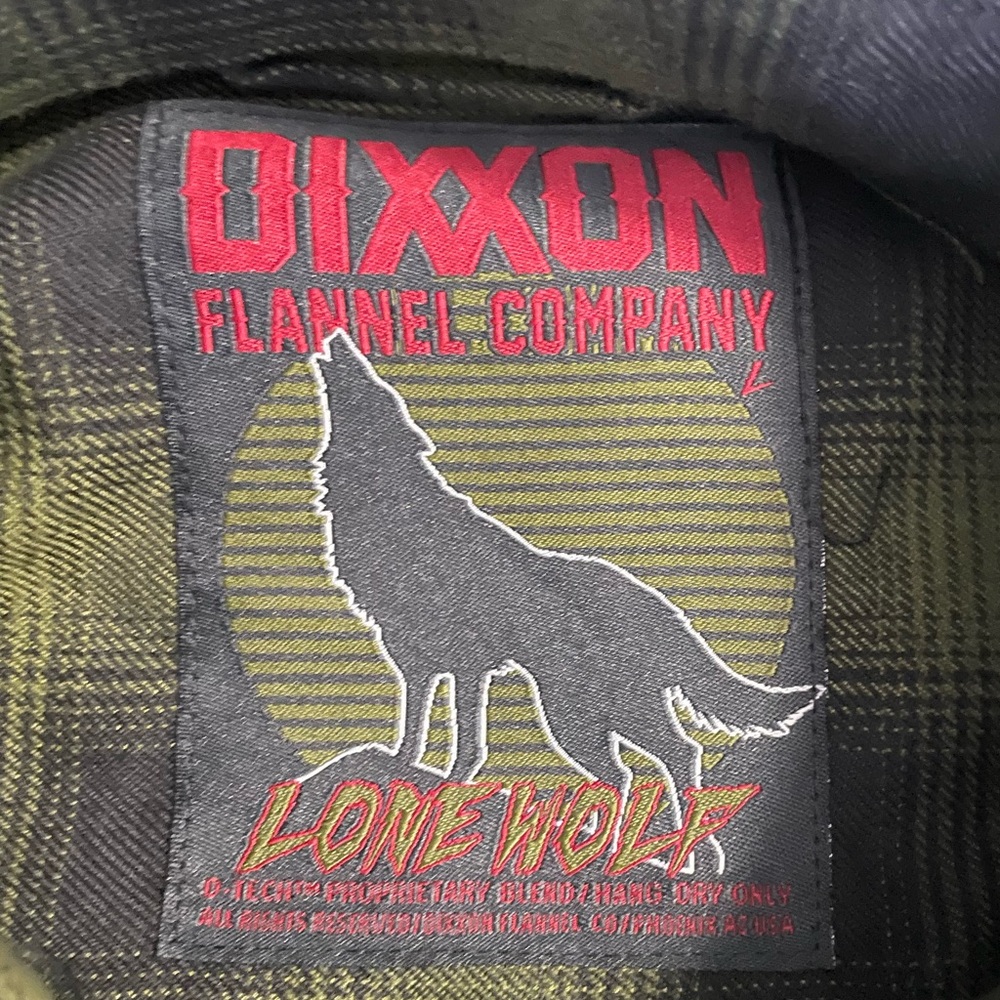 DIXXON
FLANNEL COMPANY
L
LONE WOLF
D-TECH™ PROPRIETARY BLEND/HANG DRY ONLY
ALL RIGHTS RESERVED/DIXXON FLANNEL CO/PHOENIX AZ USA